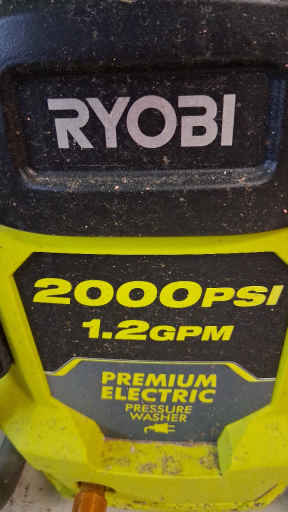 RYOBI
2000PSI
1.2GPM
PREMIUM
ELECTRIC
PRESSURE
WASHER